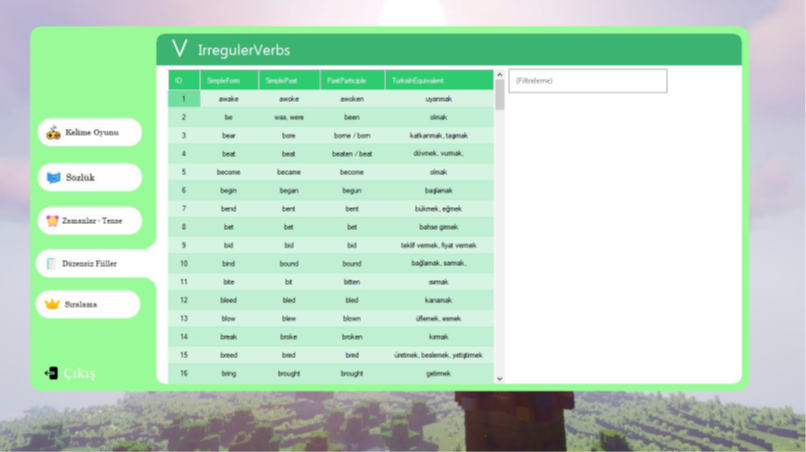 V IrregulerVerbs
ID SimpleForm SimplePast PastParticiple TurkishEquivalent
(Filtreleme)
1 awake awoke awoken uyanmak
2 be was, were been olmak
3 bear bore borne / born katlanmak, taşımak
4 beat beat beaten / beat dövmek, vurmak,
5 become became become olmak
6 begin began begun başlamak
7 bend bent bent bükmek, eğmek
8 bet bet bet bahse girmek
9 bid bid bid teklif vermek, fiyat vermek
10 bind bound bound bağlamak, sarmak,
11 bite bit bitten ısırmak
12 bleed bled bled kanamak
13 blow blew blown üflemek, esmek
14 break broke broken kırmak
15 breed bred bred üretmek, beslemek, yetiştirmek
16 bring brought brought getirmek
Kelime Oyunu
Sözlük
Zamanlar - Tense
Düzensiz Fiiller
Sıralama
Çıkış